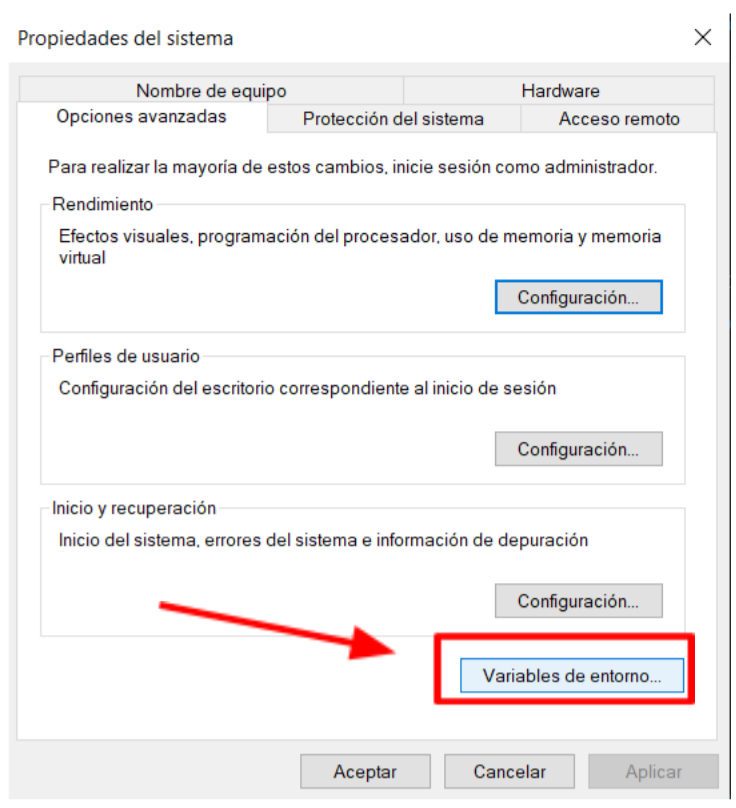 Propiedades del sistema
Nombre de equipo
Hardware
Opciones avanzadas
Protección del sistema
Acceso remoto
Para realizar la mayoría de estos cambios, inicie sesión como administrador.
Rendimiento
Efectos visuales, programación del procesador, uso de memoria y memoria
virtual
Configuración...
Perfiles de usuario
Configuración del escritorio correspondiente al inicio de sesión
Configuración...
Inicio y recuperación
Inicio del sistema, errores del sistema e información de depuración
Configuración...
Variables de entorno...
Aceptar
Cancelar
Aplicar